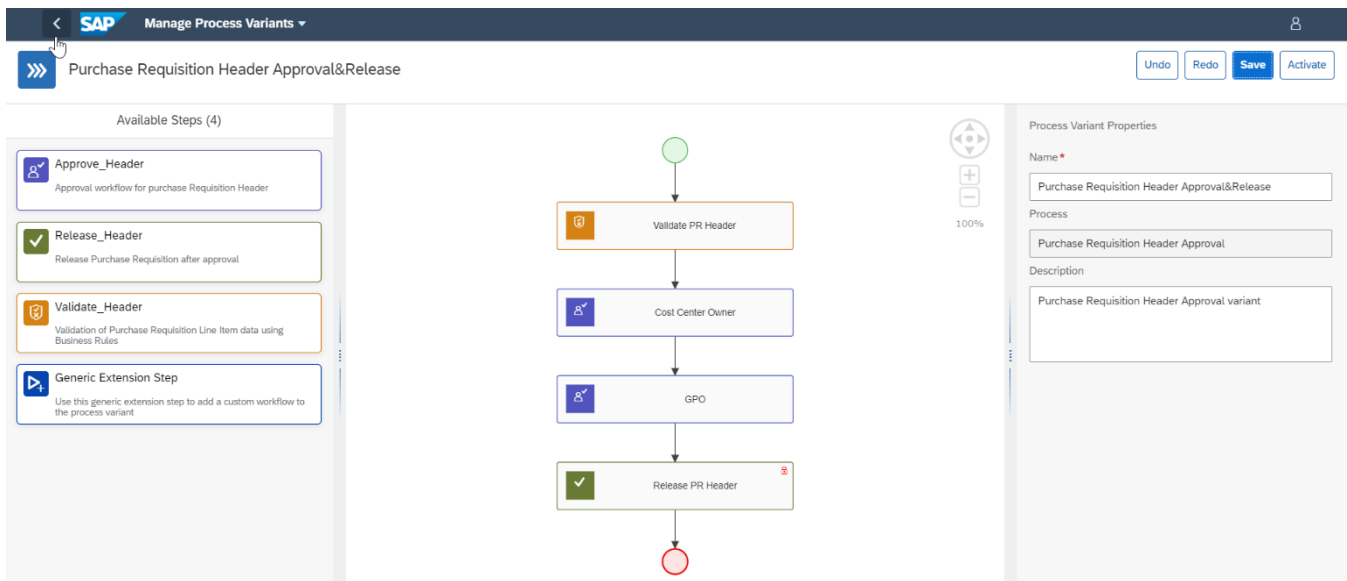 SAP Manage Process Variants
Purchase Requisition Header Approval&Release
Undo Redo Save Activate
Available Steps (4)
Approve_Header
Approval workflow for purchase Requisition Header
Release_Header
Release Purchase Requisition after approval
Validate_Header
Validation of Purchase Requisition Line Item data using
Business Rules
Generic Extension Step
Use this generic extension step to add a custom workflow to
the process variant
Validate PR Header
Cost Center Owner
GPO
Release PR Header
100%
Process Variant Properties
Name*
Purchase Requisition Header Approval&Release
Process
Purchase Requisition Header Approval
Description
Purchase Requisition Header Approval variant